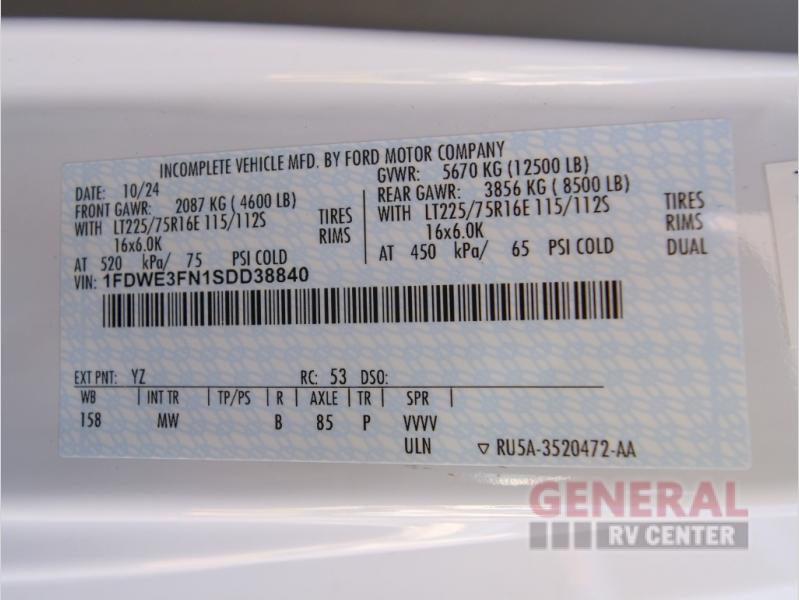 INCOMPLETE VEHICLE MFD. BY FORD MOTOR COMPANY
DATE: 10/24
GVWR: 5670 KG (12500 LB)
FRONT GAWR: 2087 KG ( 4600 LB)
REAR GAWR: 3856 KG ( 8500 LB)
WITH LT225/75R16E 115/112S TIRES
WITH LT225/75R16E 115/112S TIRES
16x6.0K RIMS
16x6.0K RIMS
AT 520 kPa/ 75 PSI COLD
AT 450 kPa/ 65 PSI COLD DUAL
VIN: 1FDWE3FN1SDD38840
EXT PNT: YZ RC: 53 DSO:
WB INT TR TP/PS R AXLE TR SPR
158 MW B 85 P VVVV
ULN RU5A-3520472-AA
GENERAL
RV CENTER